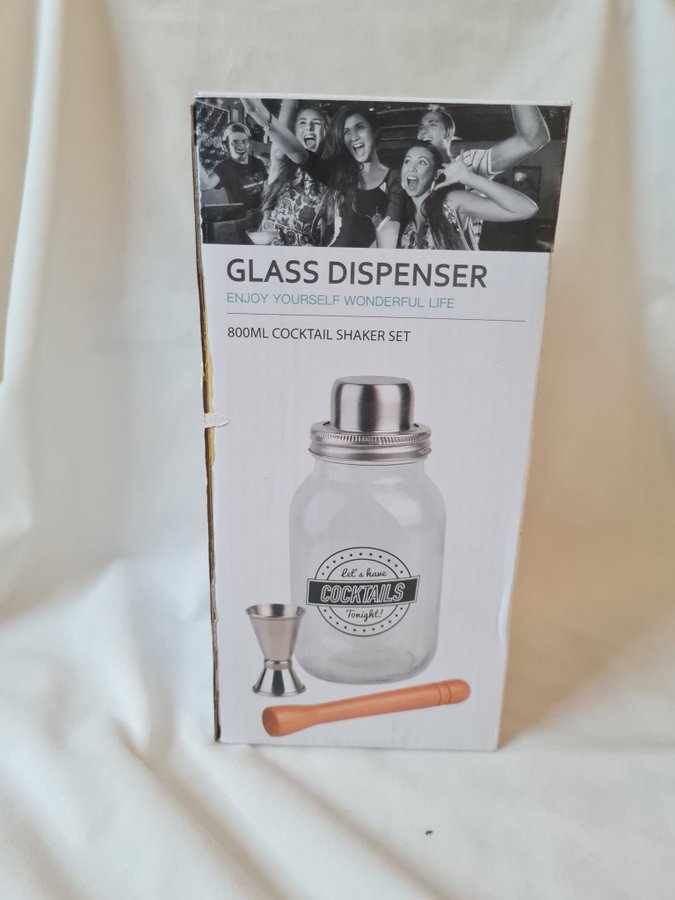 GLASS DISPENSER
ENJOY YOURSELF WONDERFUL LIFE
800ML COCKTAIL SHAKER SET
Let's have
COCKTAILS
Tonight!